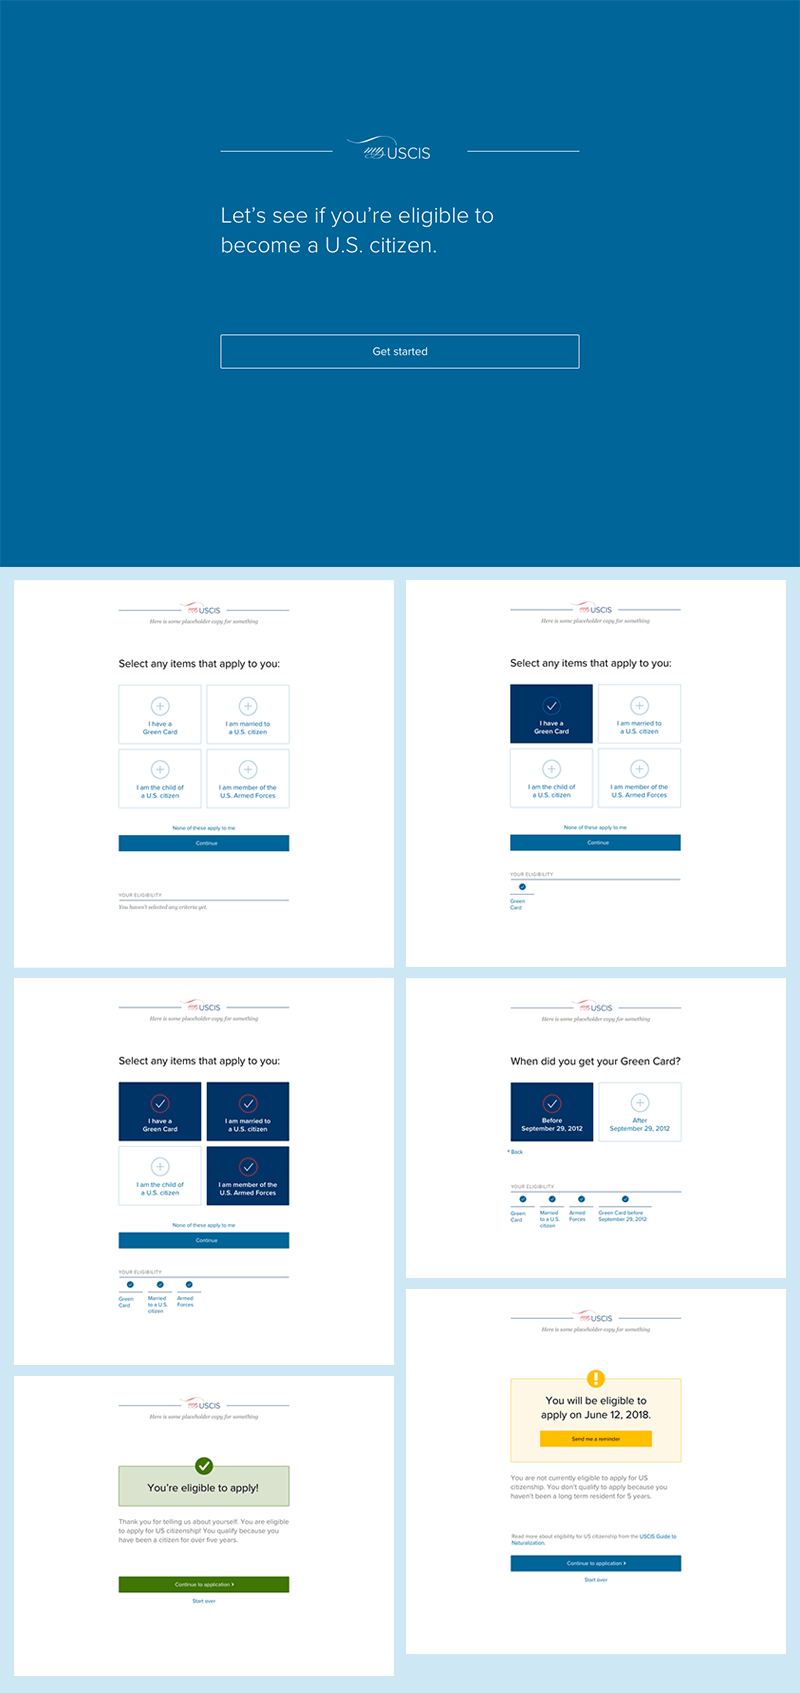 my USCIS
Let's see if you're eligible to
become a U.S. citizen.
Get started
my USCIS
Here is some placeholder copy for something
Select any items that apply to you:
I have a
Green Card
I am married to
a U.S. citizen
I am the child of
a U.S. citizen
I am member of the
U.S. Armed Forces
None of these apply to me
Continue
YOUR ELIGIBILITY
You haven't selected any criteria yet.
my USCIS
Here is some placeholder copy for something
Select any items that apply to you:
I have a
Green Card
I am married to
a U.S. citizen
I am the child of
a U.S. citizen
I am member of the
U.S. Armed Forces
None of these apply to me
Continue
YOUR ELIGIBILITY
Green
Card
my USCIS
Here is some placeholder copy for something
Select any items that apply to you:
I have a
Green Card
I am married to
a U.S. citizen
I am the child of
a U.S. citizen
I am member of the
U.S. Armed Forces
None of these apply to me
Continue
YOUR ELIGIBILITY
Green
Card
Married
to a U.S.
citizen
Armed
Forces
my USCIS
Here is some placeholder copy for something
When did you get your Green Card?
Before
September 29, 2012
After
September 29, 2012
Back
YOUR ELIGIBILITY
Green
Card
Married
to a U.S.
citizen
Armed
Forces
Green Card before
September 29, 2012
my USCIS
Here is some placeholder copy for something
You're eligible to apply!
Thank you for telling us about yourself. You are eligible
to apply for US citizenship! You qualify because you
have been a citizen for over five years.
Continue to application >
Start over
my USCIS
Here is some placeholder copy for something
You will be eligible to
apply on June 12, 2018.
Send me a reminder
You are not currently eligible to apply for US
citizenship. You don't qualify to apply because you
haven't been a long term resident for 5 years.
Read more about eligibility for US citizenship from the USCIS Guide to
Naturalization.
Continue to application >
Start over